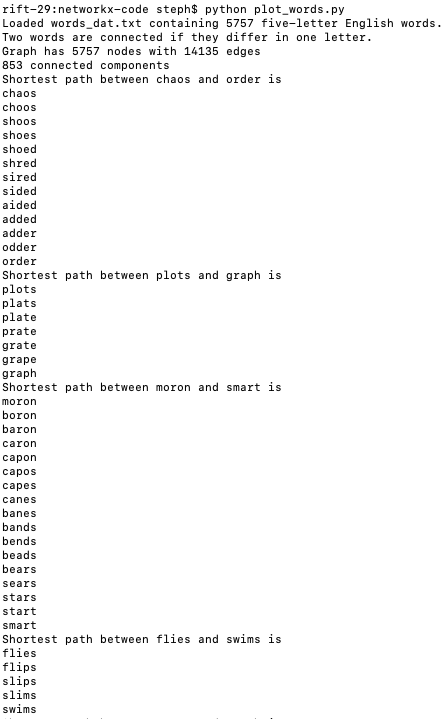 rift-29:networkx-code steph$ python plot_words.py
Loaded words_dat.txt containing 5757 five-letter English words.
Two words are connected if they differ in one letter.
Graph has 5757 nodes with 14135 edges
853 connected components
Shortest path between chaos and order is
chaos
choos
shoos
shoes
shoed
shred
sired
sided
aided
added
adder
odder
order
Shortest path between plots and graph is
plots
plats
plate
prate
grate
grape
graph
Shortest path between moron and smart is
moron
boron
baron
caron
capon
capos
capes
canes
banes
bands
bends
beads
bears
sears
stars
start
smart
Shortest path between flies and swims is
flies
flips
slips
slims
swims